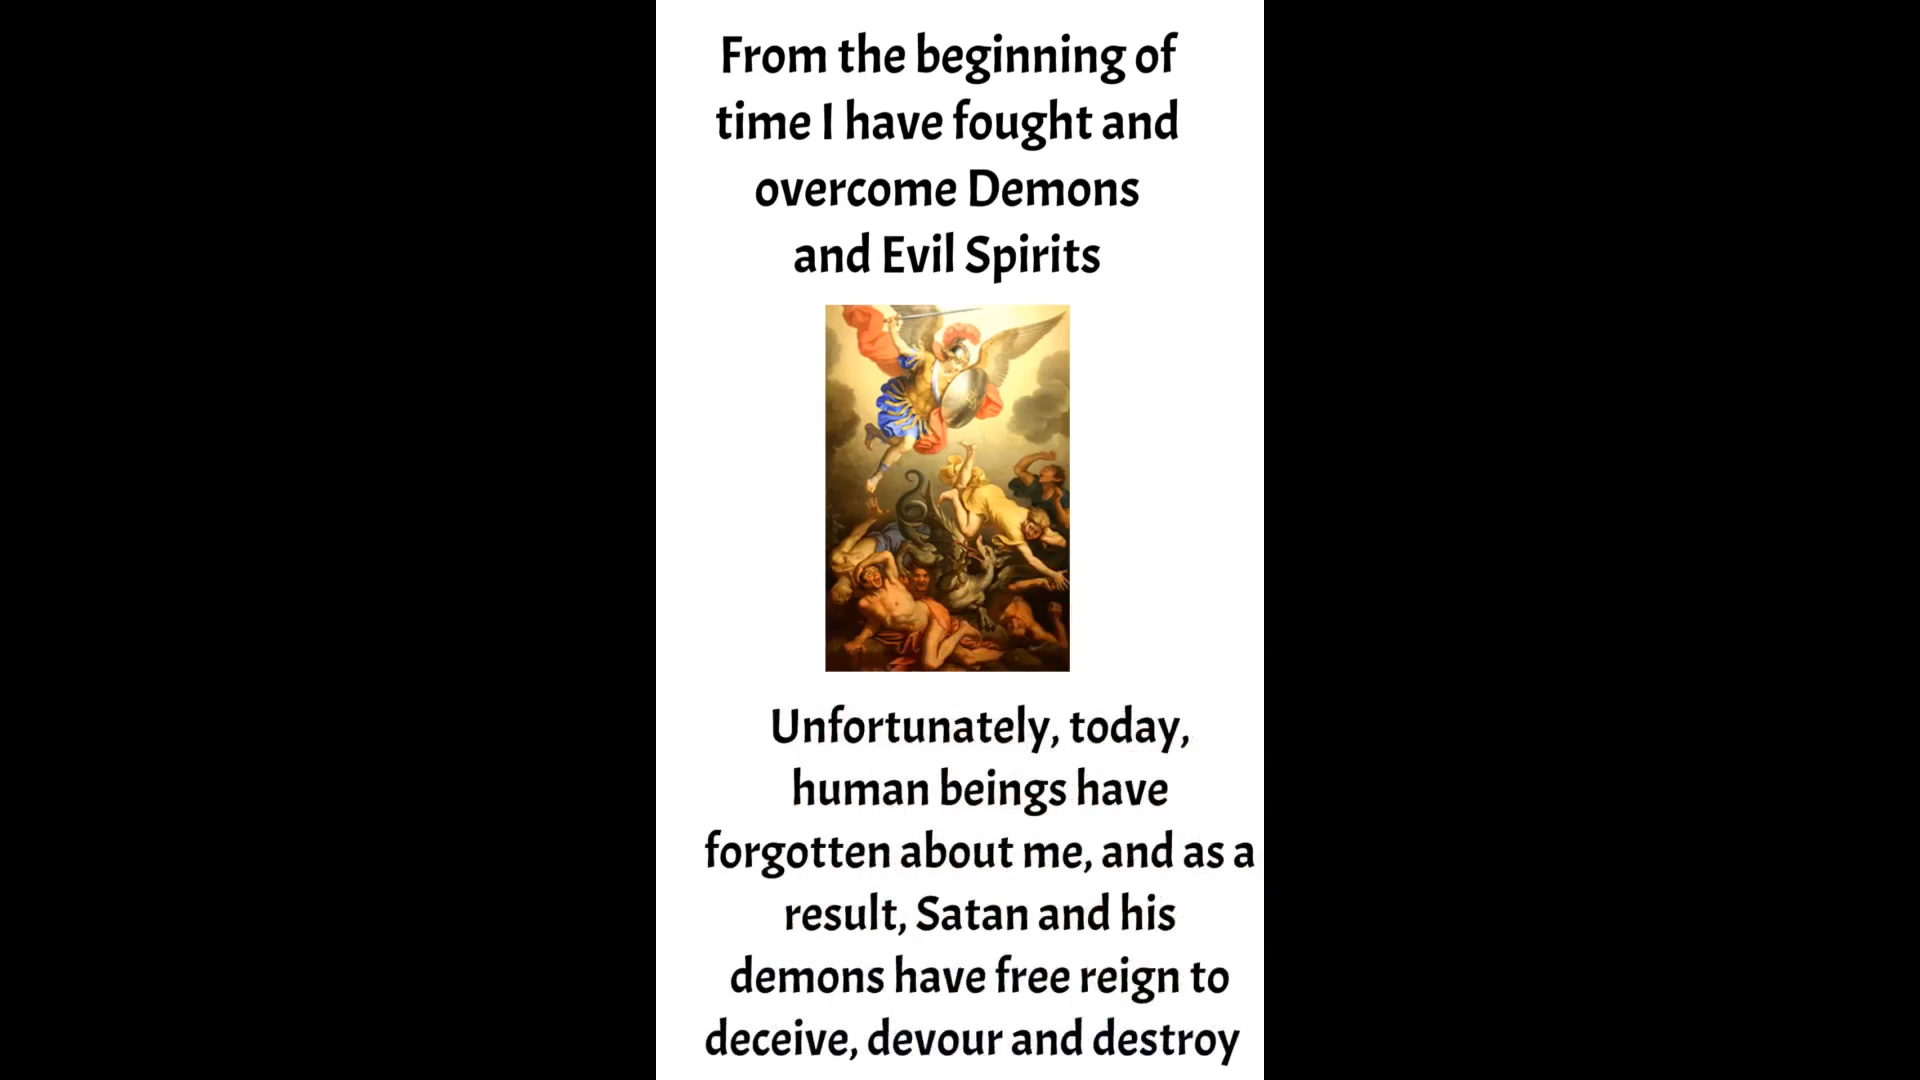 From the beginning of
time I have fought and
overcome Demons
and Evil Spirits
Unfortunately, today,
human beings have
forgotten about me, and as a
result, Satan and his
demons have free reign to
deceive, devour and destroy